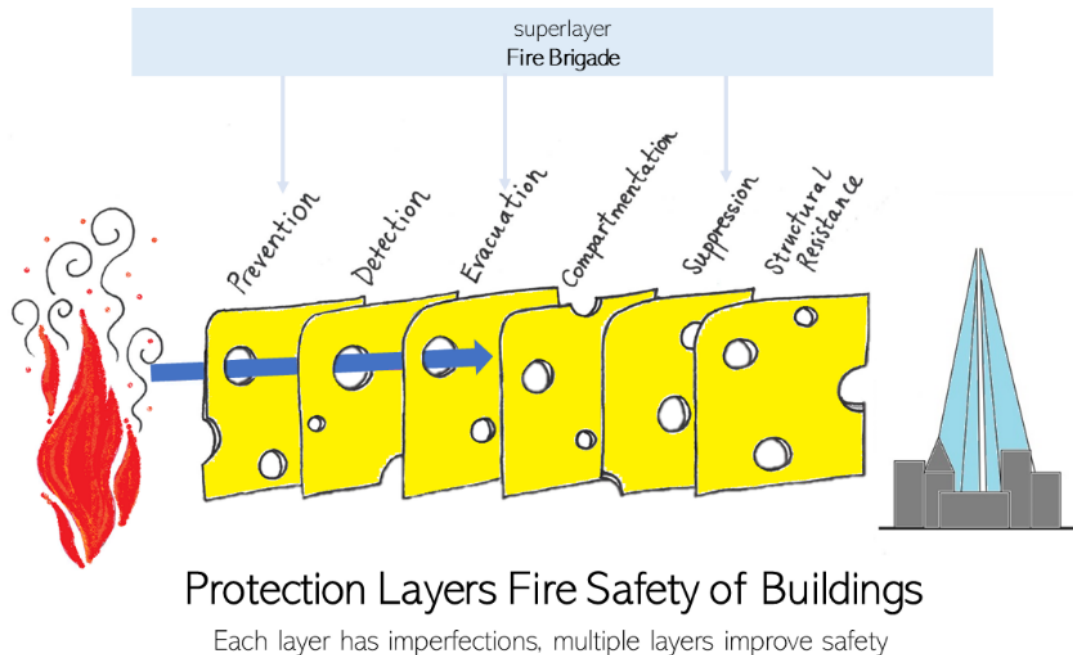 superlayer
Fire Brigade
Prevention
Detection
Evacuation
Compartmentation
Suppression
Structural
Resistance
Protection Layers Fire Safety of Buildings
Each layer has imperfections, multiple layers improve safety